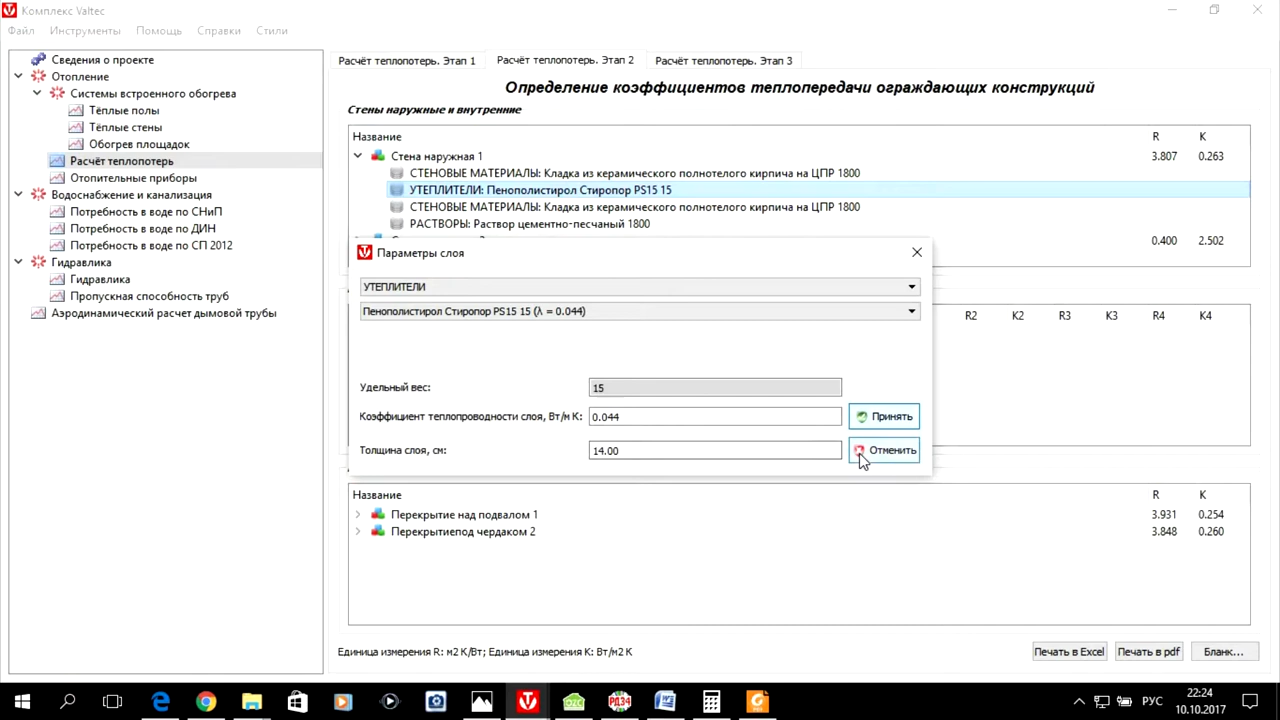 Комплекс Valtec
Файл Инструменты Помощь Справки Стили
Сведения о проекте
Отопление
Системы встроенного обогрева
Тёплые полы
Тёплые стены
Обогрев площадок
Расчёт теплопотерь
Отопительные приборы
Водоснабжение и канализация
Потребность в воде по СНиП
Потребность в воде по ДИН
Потребность в воде по СП 2012
Гидравлика
Гидравлика
Пропускная способность труб
Аэродинамический расчет дымовой трубы
Расчёт теплопотерь. Этап 1 Расчёт теплопотерь. Этап 2 Расчёт теплопотерь. Этап 3
Определение коэффициентов теплопередачи ограждающих конструкций
Стены наружные и внутренние
Название R K
Стена наружная 1 3.807 0.263
СТЕНОВЫЕ МАТЕРИАЛЫ: Кладка из керамического полнотелого кирпича на ЦПР 1800
УТЕПЛИТЕЛИ: Пенополистирол Стиропор PS15 15
СТЕНОВЫЕ МАТЕРИАЛЫ: Кладка из керамического полнотелого кирпича на ЦПР 1800
РАСТВОРЫ: Раствор цементно-песчаный 1800
0.400 2.502
Параметры слоя
УТЕПЛИТЕЛИ
Пенополистирол Стиропор PS15 15 (λ = 0.044)
R2 K2 R3 K3 R4 K4
Удельный вес: 15
Коэффициент теплопроводности слоя, Вт/м К: 0.044 Принять
Толщина слоя, см: 14.00 Отменить
Название R K
Перекрытие над подвалом 1 3.931 0.254
Перекрытиепод чердаком 2 3.848 0.260
Единица измерения R: м2 К/Вт; Единица измерения K: Вт/м2 К Печать в Excel Печать в pdf Бланк...
РУС 22:24
10.10.2017